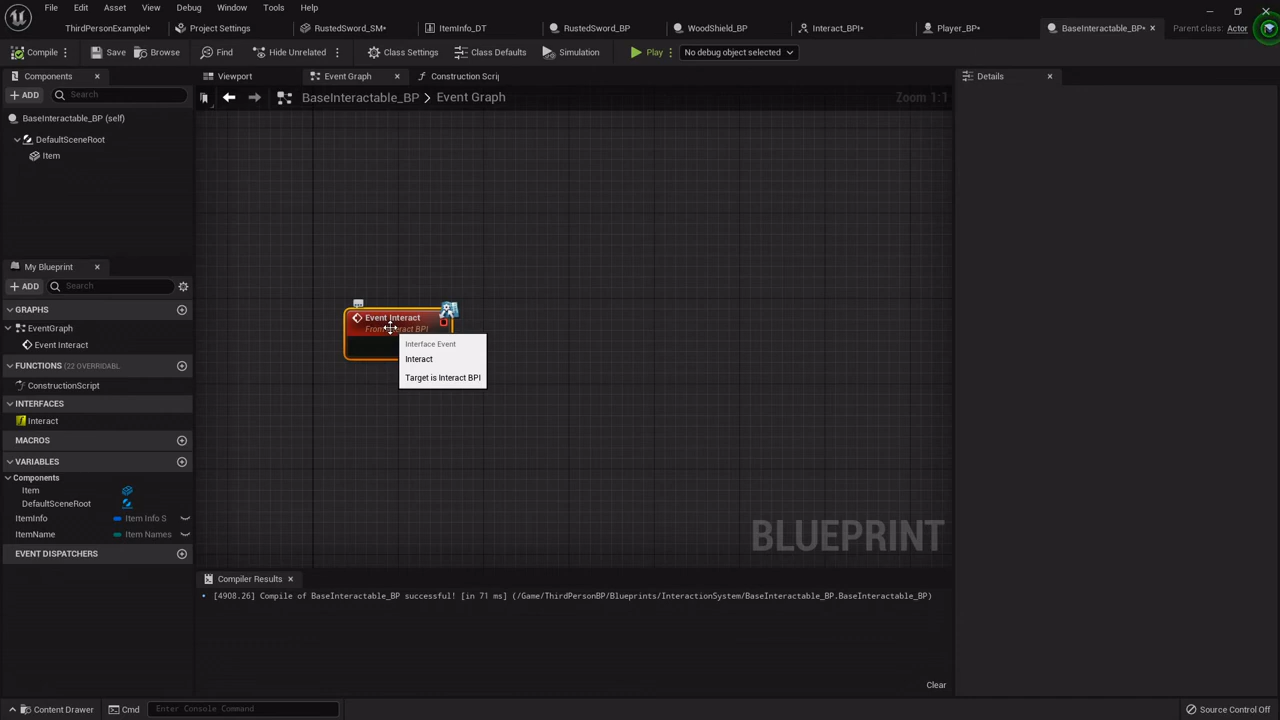 File Edit Asset View Debug Window Tools Help
ThirdPersonExample* Project Settings RustedSword_SM* ItemInfo_DT RustedSword_BP WoodShield_BP Interact_BPI* Player_BP* BaseInteractable_BP* Parent class: Actor
Compile Save Browse Find Hide Unrelated Class Settings Class Defaults Simulation Play No debug object selected
Components Viewport Event Graph Construction Scrip Details
ADD Search BaseInteractable_BP > Event Graph Zoom 1:1
BaseInteractable_BP (self)
DefaultSceneRoot
Item
My Blueprint
ADD Search
GRAPHS
EventGraph
Event Interact
FUNCTIONS (22 OVERRIDABL
ConstructionScript
INTERFACES
Interact
MACROS
VARIABLES
Components
Item
DefaultSceneRoot
ItemInfo Item Info S
ItemName Item Names
EVENT DISPATCHERS
Event Interact
From Interact BPI
Interface Event
Interact
Target is Interact BPI
BLUEPRINT
Compiler Results
[4908.26] Compile of BaseInteractable_BP successful! [in 71 ms] (/Game/ThirdPersonBP/Blueprints/InteractionSystem/BaseInteractable_BP.BaseInteractable_BP)
Clear
Content Drawer Cmd Enter Console Command Source Control Off